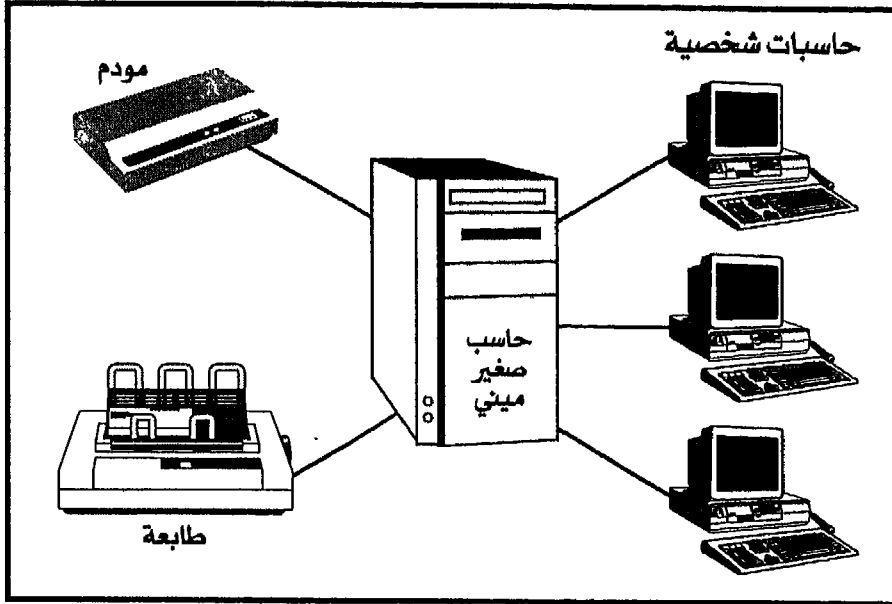 حاسبات شخصية
مودم
حاسب
صغير
ميني
طابعة